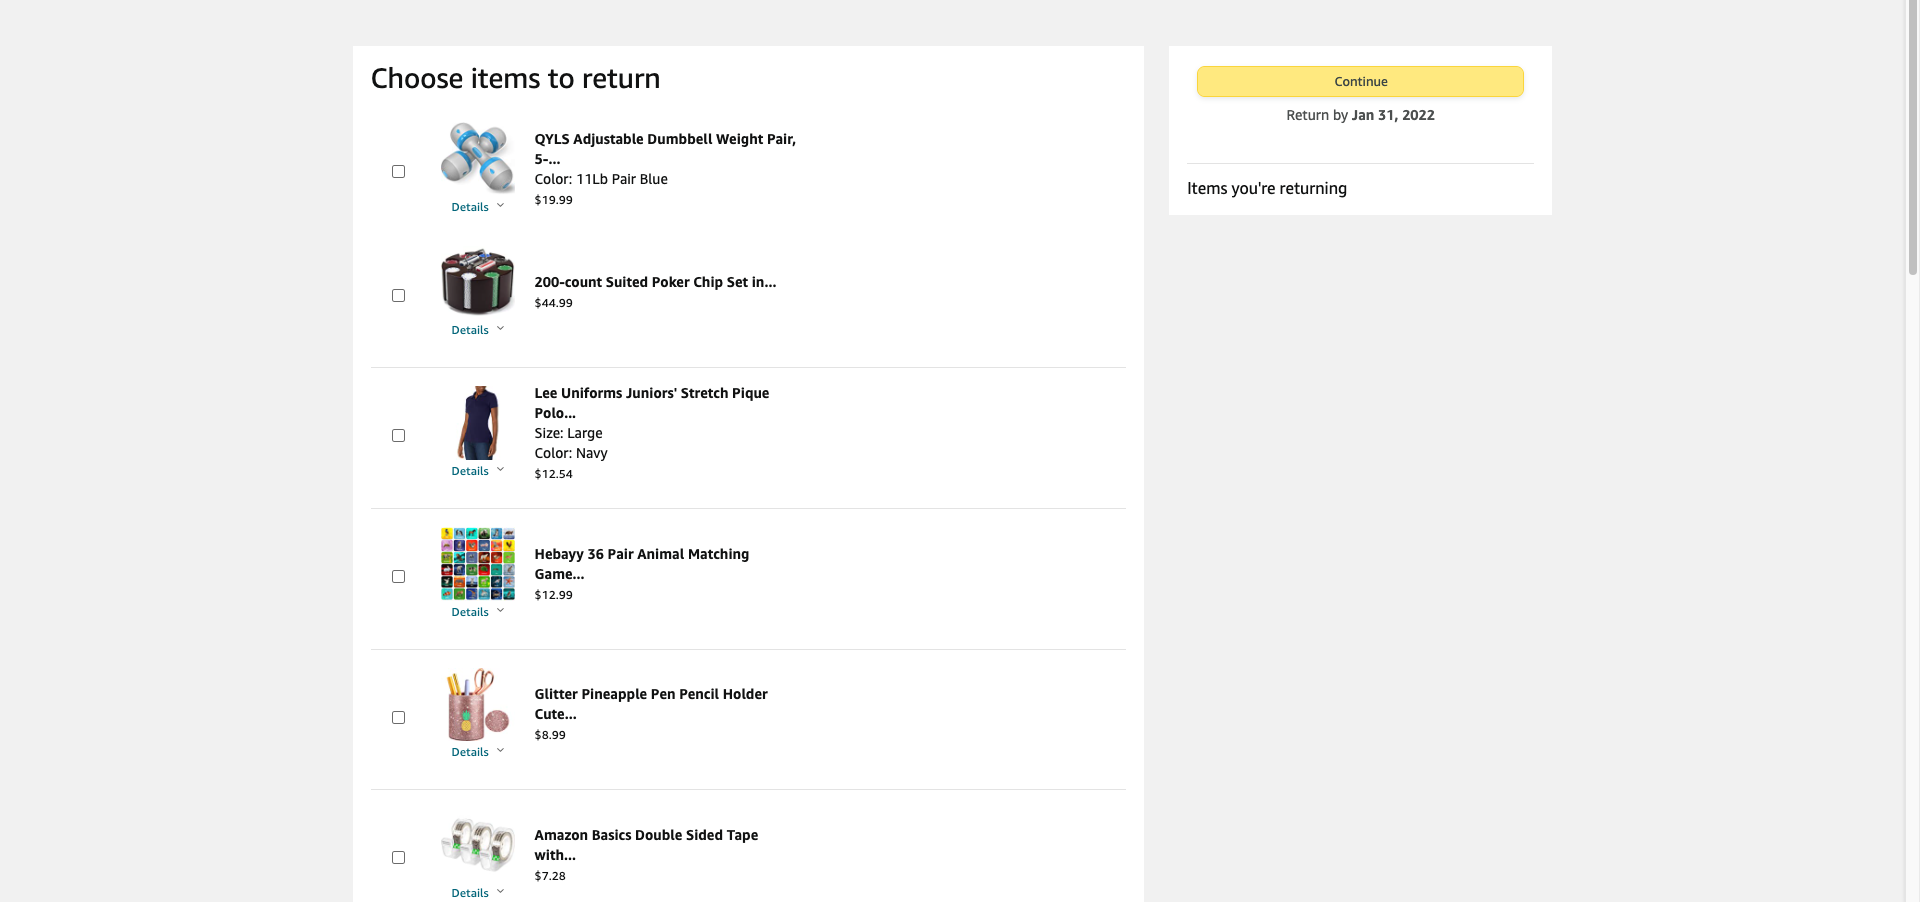 Choose items to return
QYLS Adjustable Dumbbell Weight Pair,
5-...
Color: 11Lb Pair Blue
$19.99
Details
200-count Suited Poker Chip Set in...
$44.99
Details
Lee Uniforms Juniors' Stretch Pique
Polo...
Size: Large
Color: Navy
$12.54
Details
Hebayy 36 Pair Animal Matching
Game...
$12.99
Details
Glitter Pineapple Pen Pencil Holder
Cute...
$8.99
Details
Amazon Basics Double Sided Tape
with...
$7.28
Details
Continue
Return by Jan 31, 2022
Items you're returning